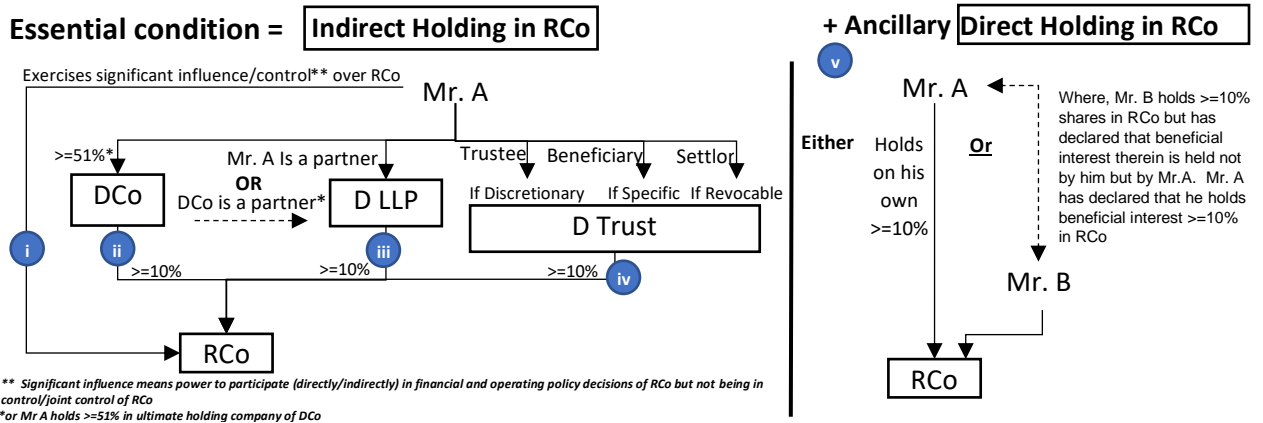 Essential condition = Indirect Holding in RCo
+ Ancillary Direct Holding in RCo
Exercises significant influence/control** over RCo
Mr. A
>=51%*
DCo
Mr. A Is a partner
OR
DCo is a partner*
D LLP
Trustee
Beneficiary
Settlor
If Discretionary
If Specific
If Revocable
D Trust
i
ii
iii
iv
>=10%
>=10%
>=10%
RCo
** Significant influence means power to participate (directly/indirectly) in financial and operating policy decisions of RCo but not being in
control/joint control of RCo
*or Mr A holds >=51% in ultimate holding company of DCo
v
Mr. A
Either
Holds
on his
own
>=10%
Or
Where, Mr. B holds >=10%
shares in RCo but has
declared that beneficial
interest therein is held not
by him but by Mr.A. Mr. A
has declared that he holds
beneficial interest >=10%
in RCo
Mr. B
RCo